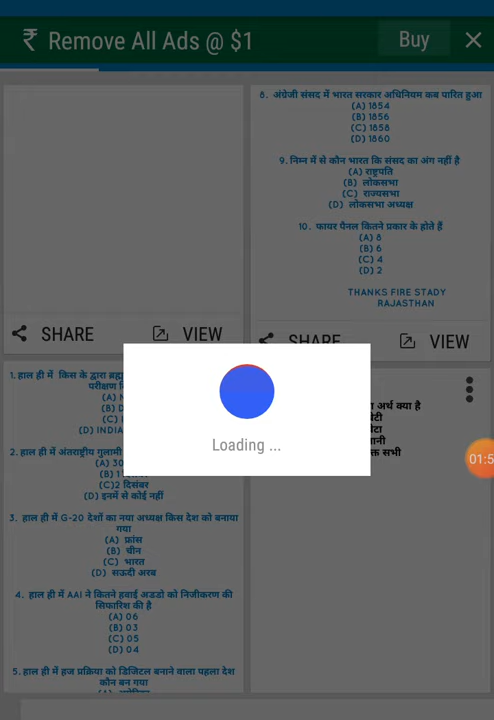 ₹ Remove All Ads @ $1
Buy
8. अंग्रेजी संसद में भारत सरकार अधिनियम कब पारित हुआ
(A) 1854
(B) 1856
(C) 1858
(D) 1860
9. निम्न में से कौन भारत कि संसद का अंग नहीं है
(A) राष्ट्रपति
(B) लोकसभा
(C) राज्यसभा
(D) लोकसभा अध्यक्ष
10. फायर पैनल कितने प्रकार के होते हैं
(A) 8
(B) 6
(C) 4
(D) 2
THANKS FIRE STADY
RAJASTHAN
SHARE
VIEW
SHARE
VIEW
Loading ...
1. हाल ही में किस के द्वारा
परीक्षण
(A)
(B)
(C)
(D) INDIA
2. हाल ही में अंतराष्ट्रीय गुलामी
(A) 30
(B) 1
(C) 2 दिसंबर
(D) इनमें से कोई नहीं
3. हाल ही में G-20 देशों का नया अध्यक्ष किस देश को बनाया
गया
(A) फ्रांस
(B) चीन
(C) भारत
(D) सऊदी अरब
4. हाल ही में AAI ने कितने हवाई अडडो को निजीकरण की
सिफारिश की है
(A) 06
(B) 03
(C) 05
(D) 04
5. हाल ही में हज प्रक्रिया को डिजिटल बनाने वाला पहला देश
कौन बन गया
अर्थ क्या है
सभी
01:5